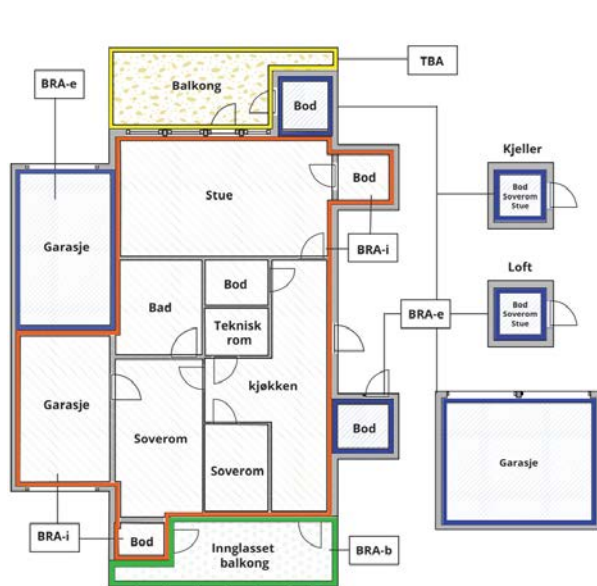 TBA
BRA-e
Balkong
Bod
Kjeller
Bod
Stue
Bod
Soverom
Stue
Garasje
BRA-i
Loft
Bod
Bad
Bod
Soverom
Stue
BRA-e
Teknisk
rom
kjøkken
Garasje
Bod
Soverom
Garasje
Soverom
BRA-i
Bod
Innglasset
balkong
BRA-b